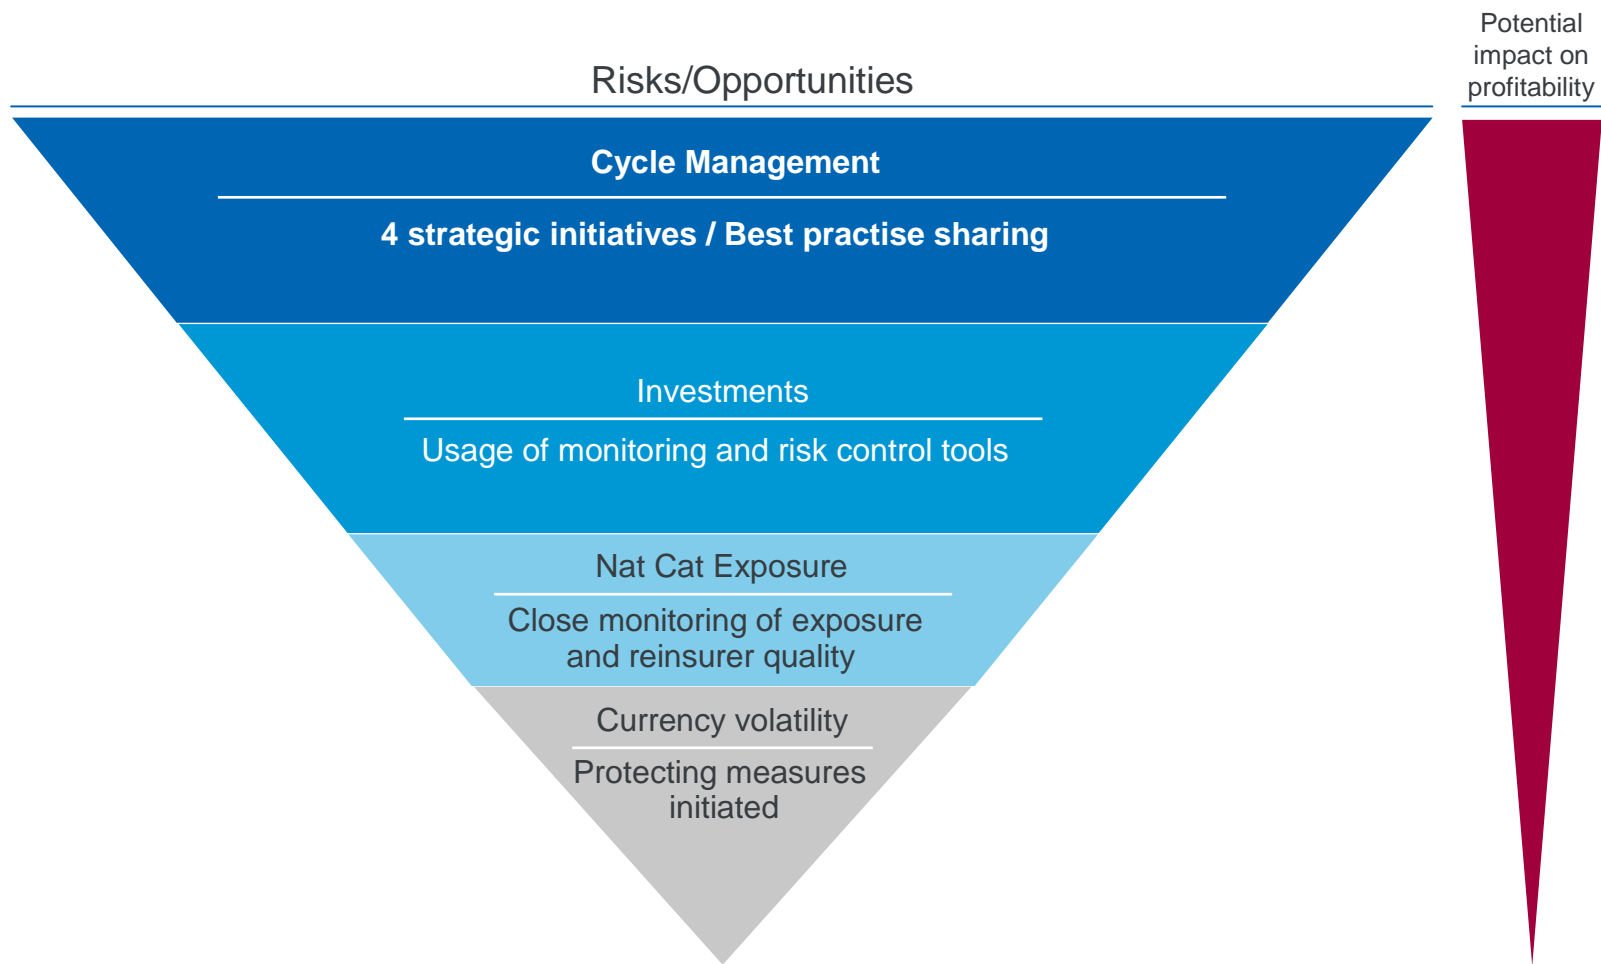 Risks/Opportunities
Potential
impact on
profitability
Cycle Management
4 strategic initiatives / Best practise sharing
Investments
Usage of monitoring and risk control tools
Nat Cat Exposure
Close monitoring of exposure
and reinsurer quality
Currency volatility
Protecting measures
initiated